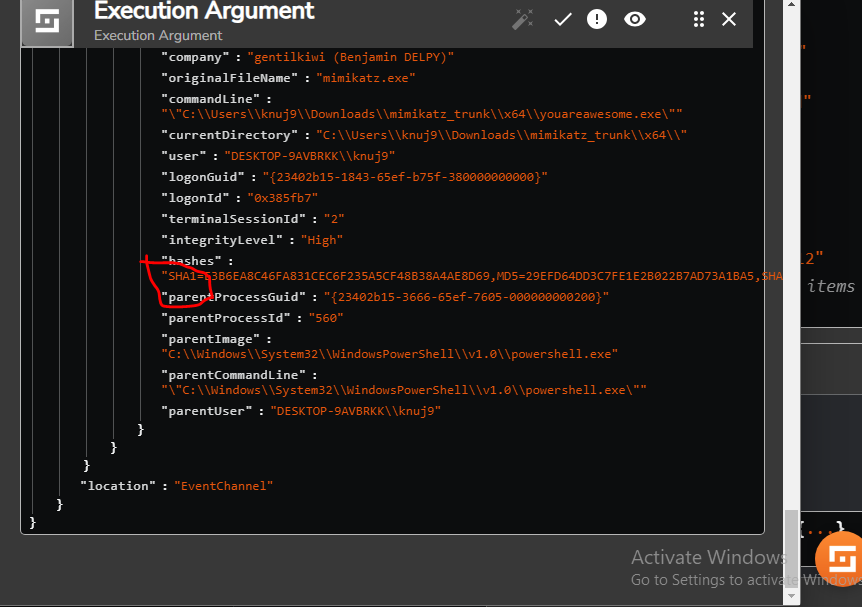 Execution Argument
Execution Argument
"company" : "gentilkiwi (Benjamin DELPY)"
"originalFileName" : "mimikatz.exe"
"commandLine" :
"\"C:\\Users\\knuj9\\Downloads\\mimikatz_trunk\\x64\\youareawesome.exe\""
"currentDirectory" : "C:\\Users\\knuj9\\Downloads\\mimikatz_trunk\\x64\\"
"user" : "DESKTOP-9AVBRKK\\knuj9"
"logonGuid" : "{23402b15-1843-65ef-b75f-380000000000}"
"logonId" : "0x385fb7"
"terminalSessionId" : "2"
"integrityLevel" : "High"
"hashes" :
"SHA1=E3B6EA8C46FA831CEC6F235A5CF48B38A4AE8D69,MD5=29EFD64DD3C7FE1E2B022B7AD73A1BA5,SHA
"parentProcessGuid" : "{23402b15-3666-65ef-7605-000000000200}"
"parentProcessId" : "560"
"parentImage" :
"C:\\Windows\\System32\\WindowsPowerShell\\v1.0\\powershell.exe"
"parentCommandLine" :
"\"C:\\Windows\\System32\\WindowsPowerShell\\v1.0\\powershell.exe\""
"parentUser" : "DESKTOP-9AVBRKK\\knuj9"
}
}
}
"location" : "EventChannel"
}
}
"
"
12"
items
{...}
Activate Windows
Go to Settings to activate Windows